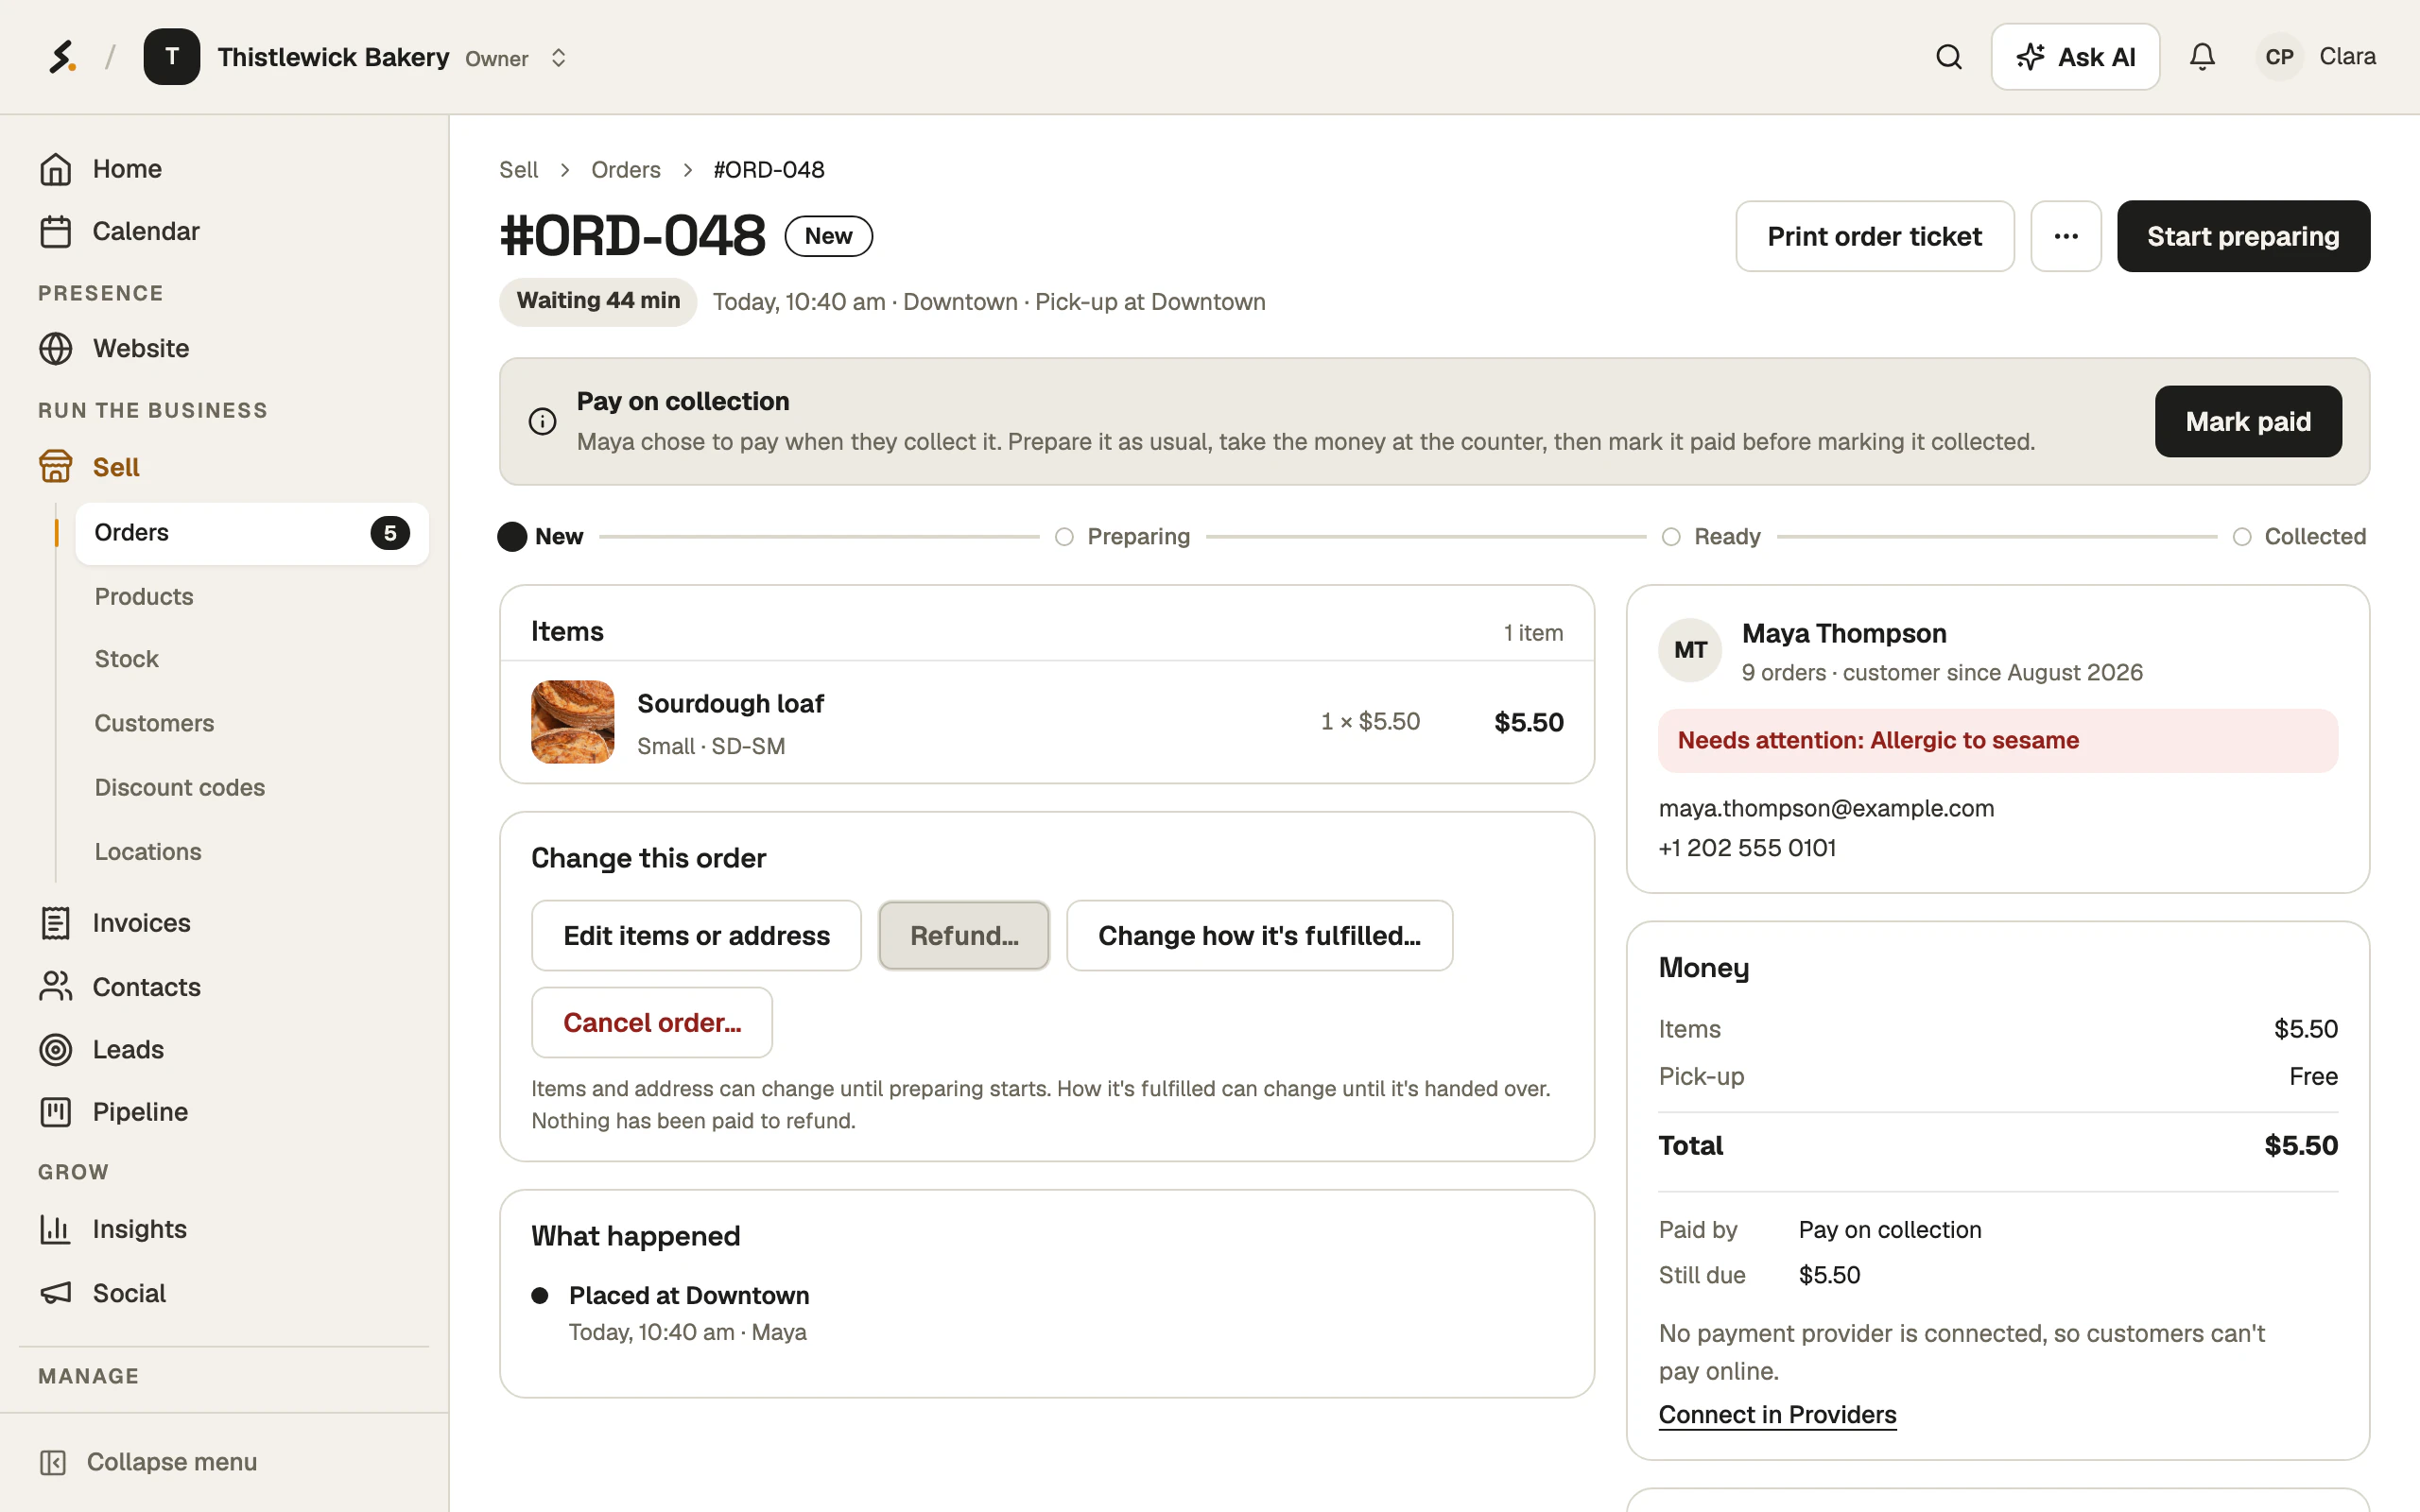 / T Thistlewick Bakery Owner
Ask AI
CP Clara
Home
Calendar
PRESENCE
Website
RUN THE BUSINESS
Sell
Orders 5
Products
Stock
Customers
Discount codes
Locations
Invoices
Contacts
Leads
Pipeline
GROW
Insights
Social
MANAGE
Collapse menu
Sell > Orders > #ORD-048
#ORD-048 New
Print order ticket
...
Start preparing
Waiting 44 min Today, 10:40 am · Downtown · Pick-up at Downtown
Pay on collection
Maya chose to pay when they collect it. Prepare it as usual, take the money at the counter, then mark it paid before marking it collected.
Mark paid
New Preparing Ready Collected
Items 1 item
Sourdough loaf
Small · SD-SM
1 × $5.50 $5.50
Change this order
Edit items or address
Refund...
Change how it's fulfilled...
Cancel order...
Items and address can change until preparing starts. How it's fulfilled can change until it's handed over.
Nothing has been paid to refund.
What happened
Placed at Downtown
Today, 10:40 am · Maya
MT
Maya Thompson
9 orders · customer since August 2026
Needs attention: Allergic to sesame
maya.thompson@example.com
+1 202 555 0101
Money
Items $5.50
Pick-up Free
Total $5.50
Paid by Pay on collection
Still due $5.50
No payment provider is connected, so customers can't
pay online.
Connect in Providers